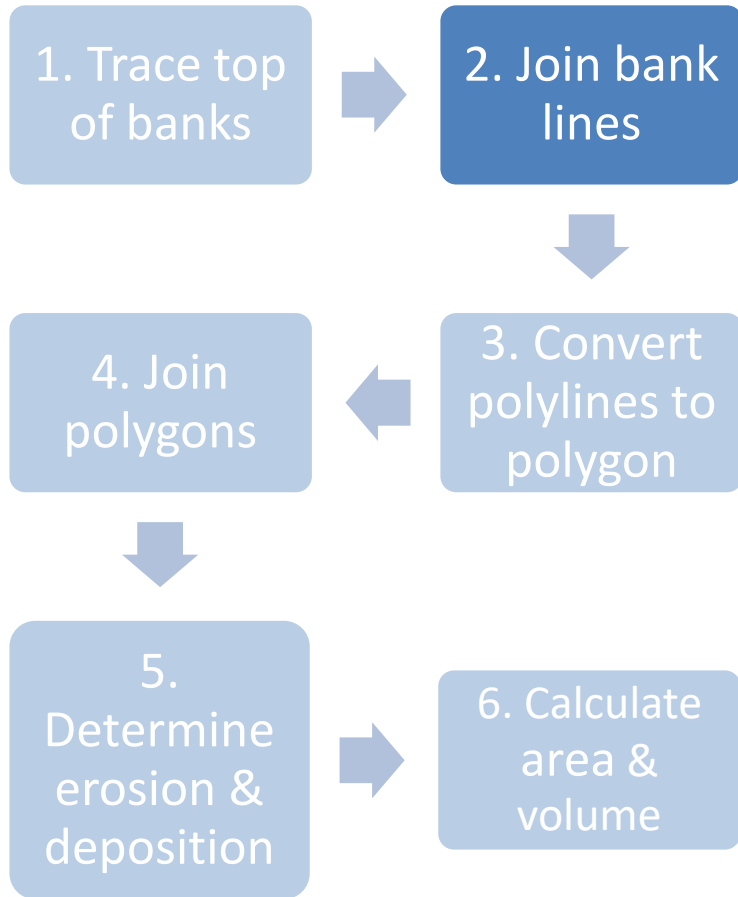 1. Trace top
of banks
2. Join bank
lines
3. Convert
polylines to
polygon
4. Join
polygons
5.
Determine
erosion &
deposition
6. Calculate
area &
volume